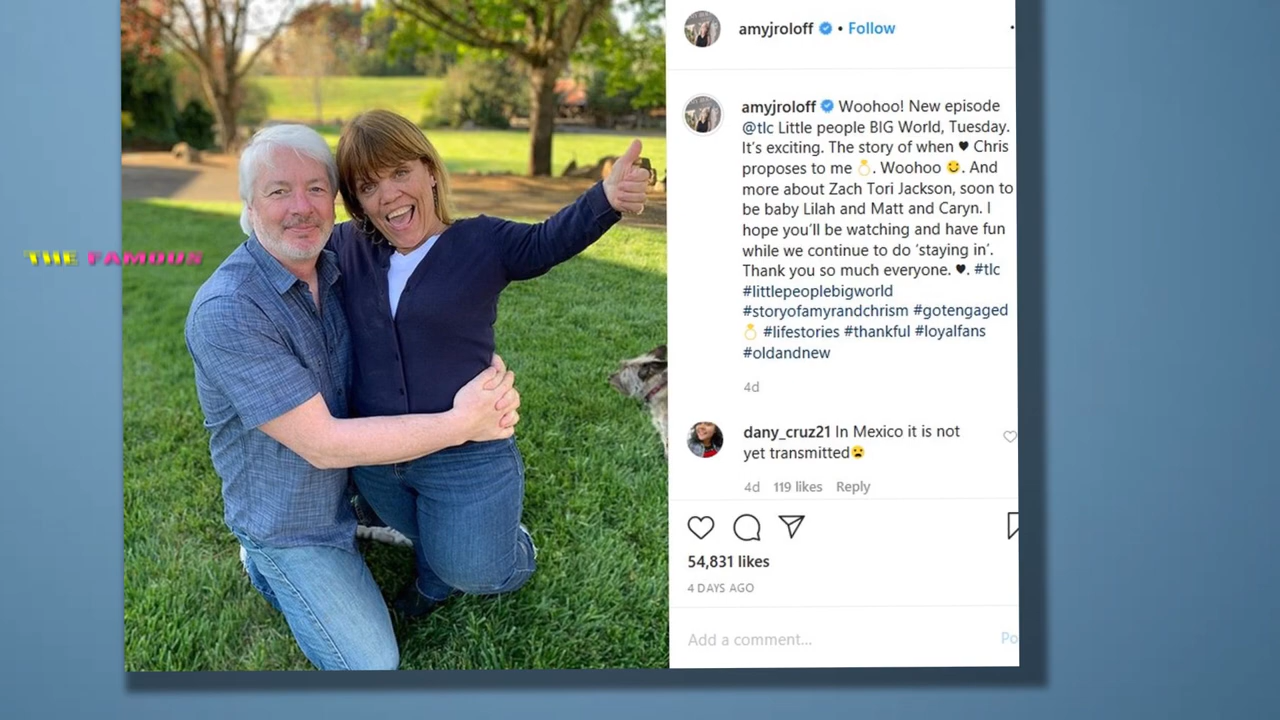 THE FAMOUS
amyjroloff • Follow
amyjroloff Woohoo! New episode
@tlc Little people BIG World, Tuesday.
It's exciting. The story of when ♥ Chris
proposes to me 💍. Woohoo 😉. And
more about Zach Tori Jackson, soon to
be baby Lilah and Matt and Caryn. I
hope you'll be watching and have fun
while we continue to do 'staying in'.
Thank you so much everyone. ♥. #tlc
#littlepeoplebigworld
#storyofamyrandchrism #gotengaged
💍 #lifestories #thankful #loyalfans
#oldandnew
4d
dany_cruz21 In Mexico it is not
yet transmitted😦
4d 119 likes Reply
54,831 likes
4 DAYS AGO
Add a comment... Po